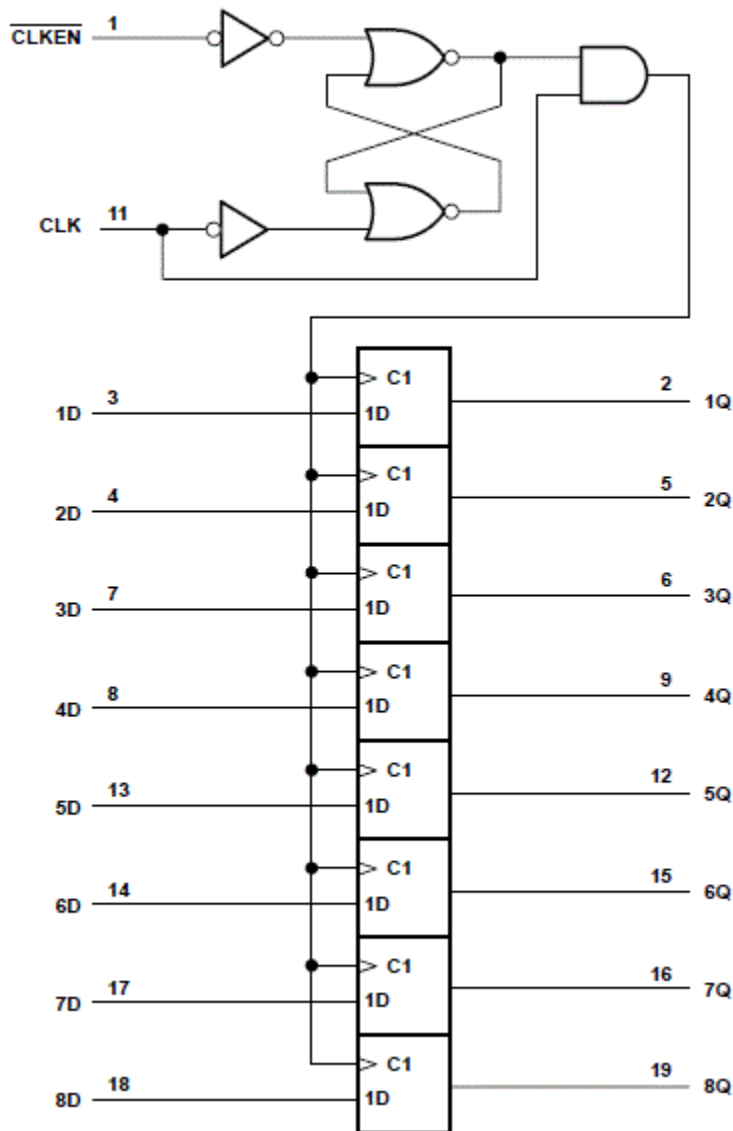 CLKEN 1
CLK 11
C1
1D 3 1D 2 1Q
C1
2D 4 1D 5 2Q
C1
3D 7 1D 6 3Q
C1
4D 8 1D 9 4Q
C1
5D 13 1D 12 5Q
C1
6D 14 1D 15 6Q
C1
7D 17 1D 16 7Q
C1
8D 18 1D 19 8Q